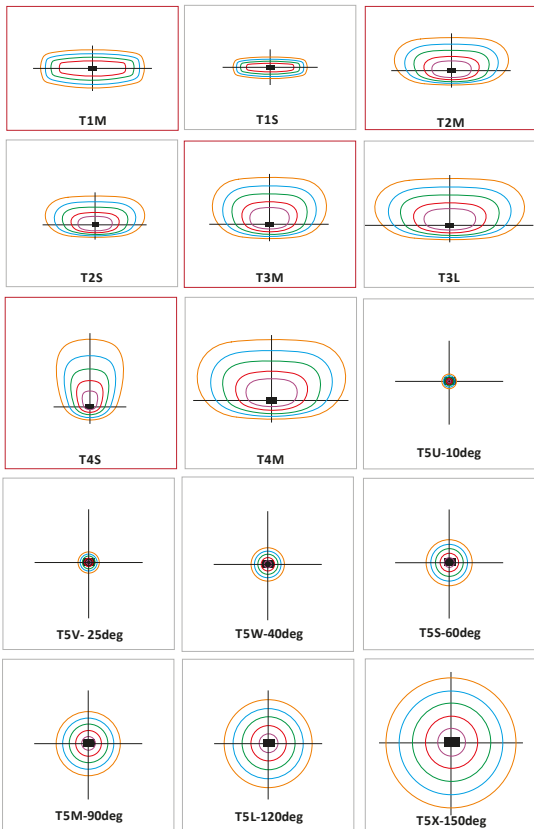 T1M
T1S
T2M
T2S
T3M
T3L
T4S
T4M
T5U-10deg
T5V- 25deg
T5W-40deg
T5S-60deg
T5M-90deg
T5L-120deg
T5X-150deg